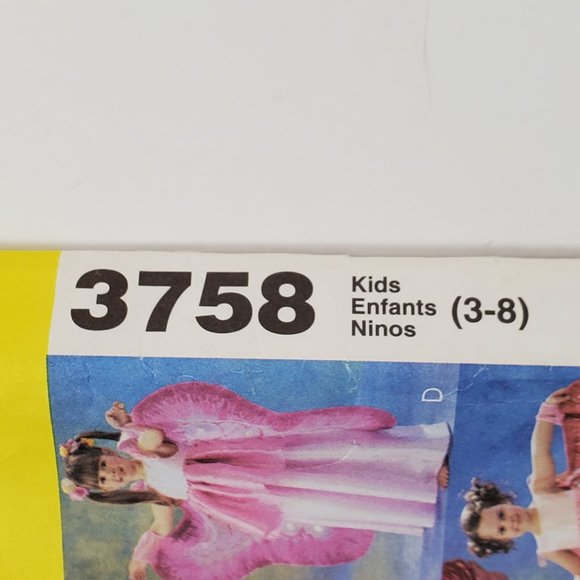 3758
Kids
Enfants
Ninos
(3-8)
D